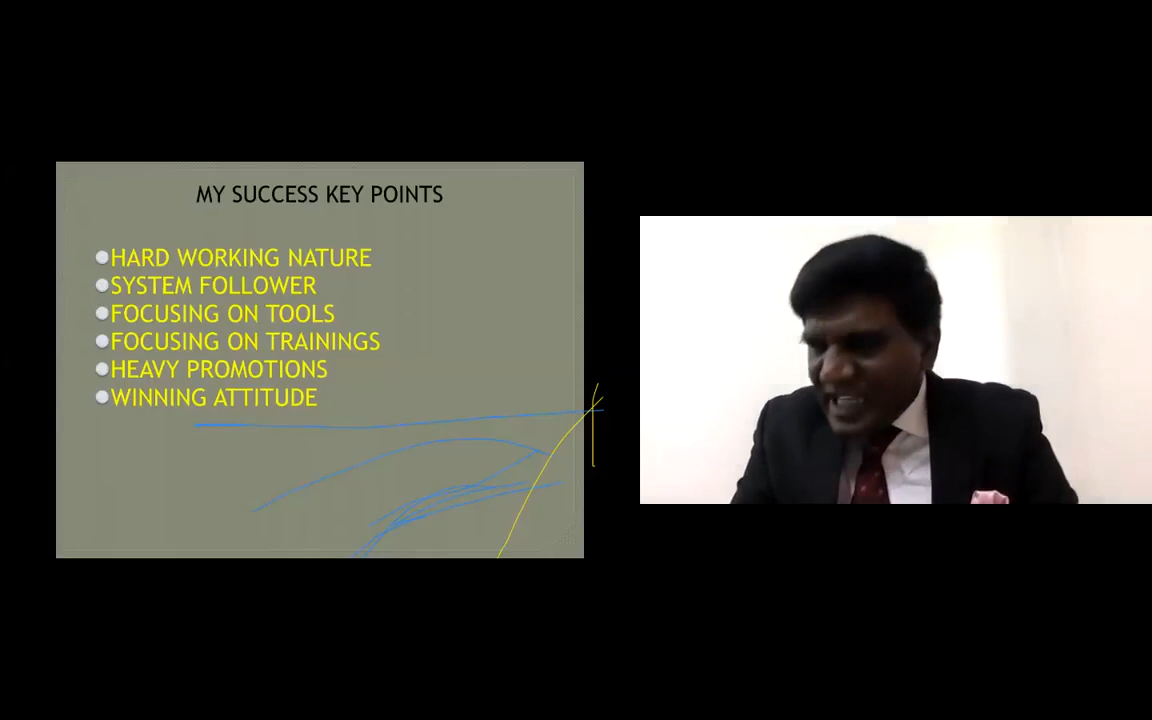 MY SUCCESS KEY POINTS
HARD WORKING NATURE
SYSTEM FOLLOWER
FOCUSING ON TOOLS
FOCUSING ON TRAININGS
HEAVY PROMOTIONS
WINNING ATTITUDE